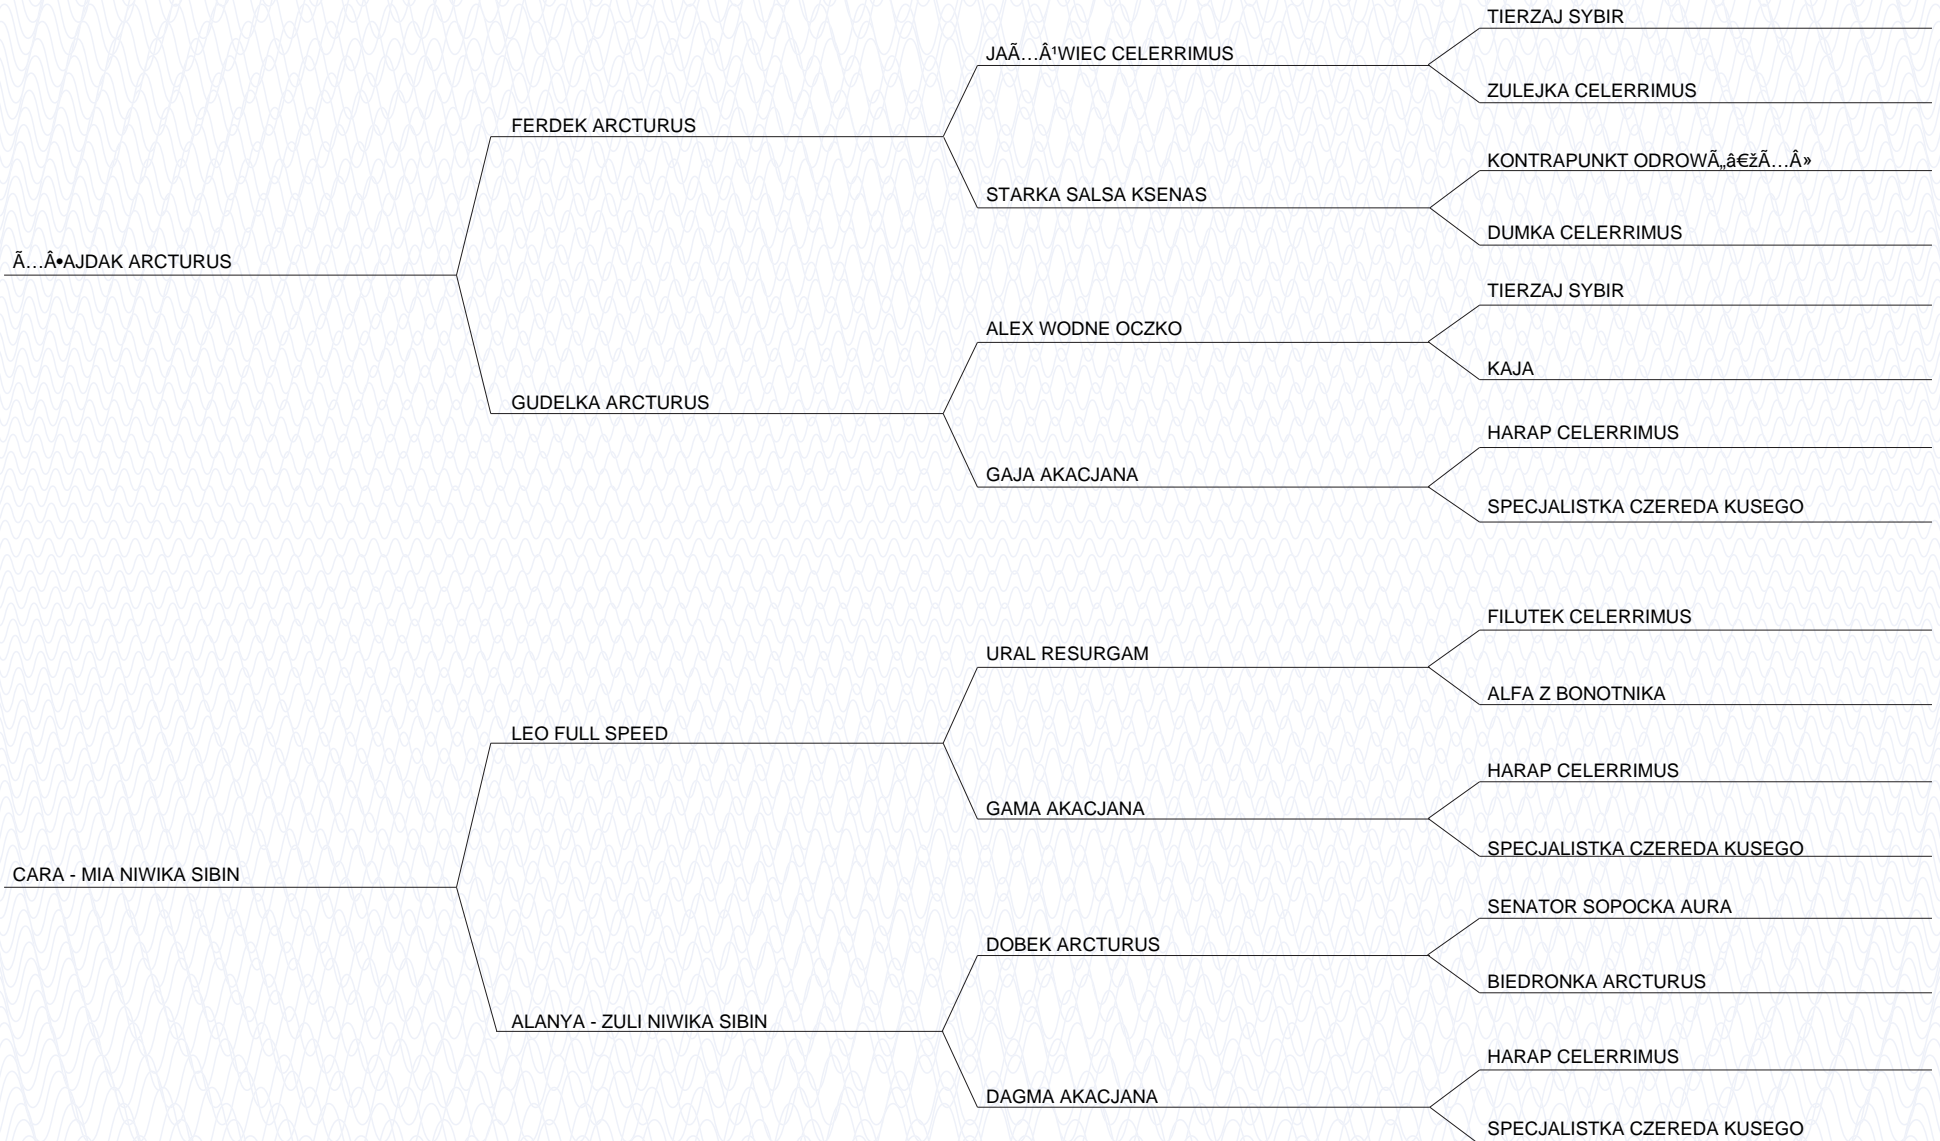 TIERZAJ SYBIR
JAÃ…Â¹WIEC CELERRIMUS
ZULEJKA CELERRIMUS
FERDEK ARCTURUS
KONTRAPUNKT ODROWÃ„â€žÃ…Â»
STARKA SALSA KSENAS
DUMKA CELERRIMUS
Ã…Â•AJDAK ARCTURUS
TIERZAJ SYBIR
ALEX WODNE OCZKO
KAJA
GUDELKA ARCTURUS
HARAP CELERRIMUS
GAJA AKACJANA
SPECJALISTKA CZEREDA KUSEGO
FILUTEK CELERRIMUS
URAL RESURGAM
ALFA Z BONOTNIKA
LEO FULL SPEED
HARAP CELERRIMUS
GAMA AKACJANA
SPECJALISTKA CZEREDA KUSEGO
CARA - MIA NIWIKA SIBIN
SENATOR SOPOCKA AURA
DOBEK ARCTURUS
BIEDRONKA ARCTURUS
ALANYA - ZULI NIWIKA SIBIN
HARAP CELERRIMUS
DAGMA AKACJANA
SPECJALISTKA CZEREDA KUSEGO